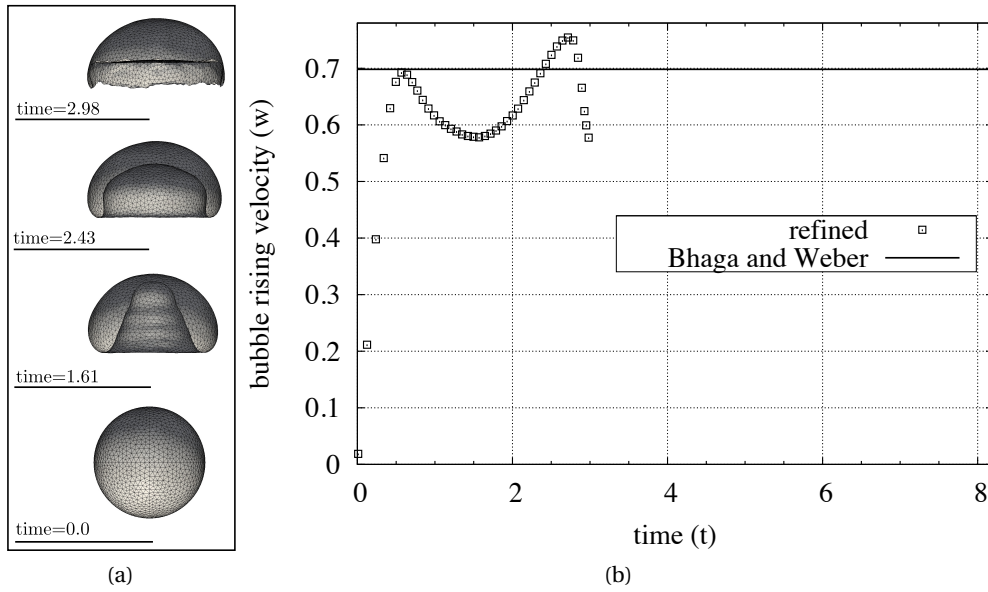 time=2.98
time=2.43
time=1.61
time=0.0
(a)
bubble rising velocity (w)
0.7
0.6
0.5
0.4
0.3
0.2
0.1
0
refined
Bhaga and Weber
0 2 4 6 8
time (t)
(b)